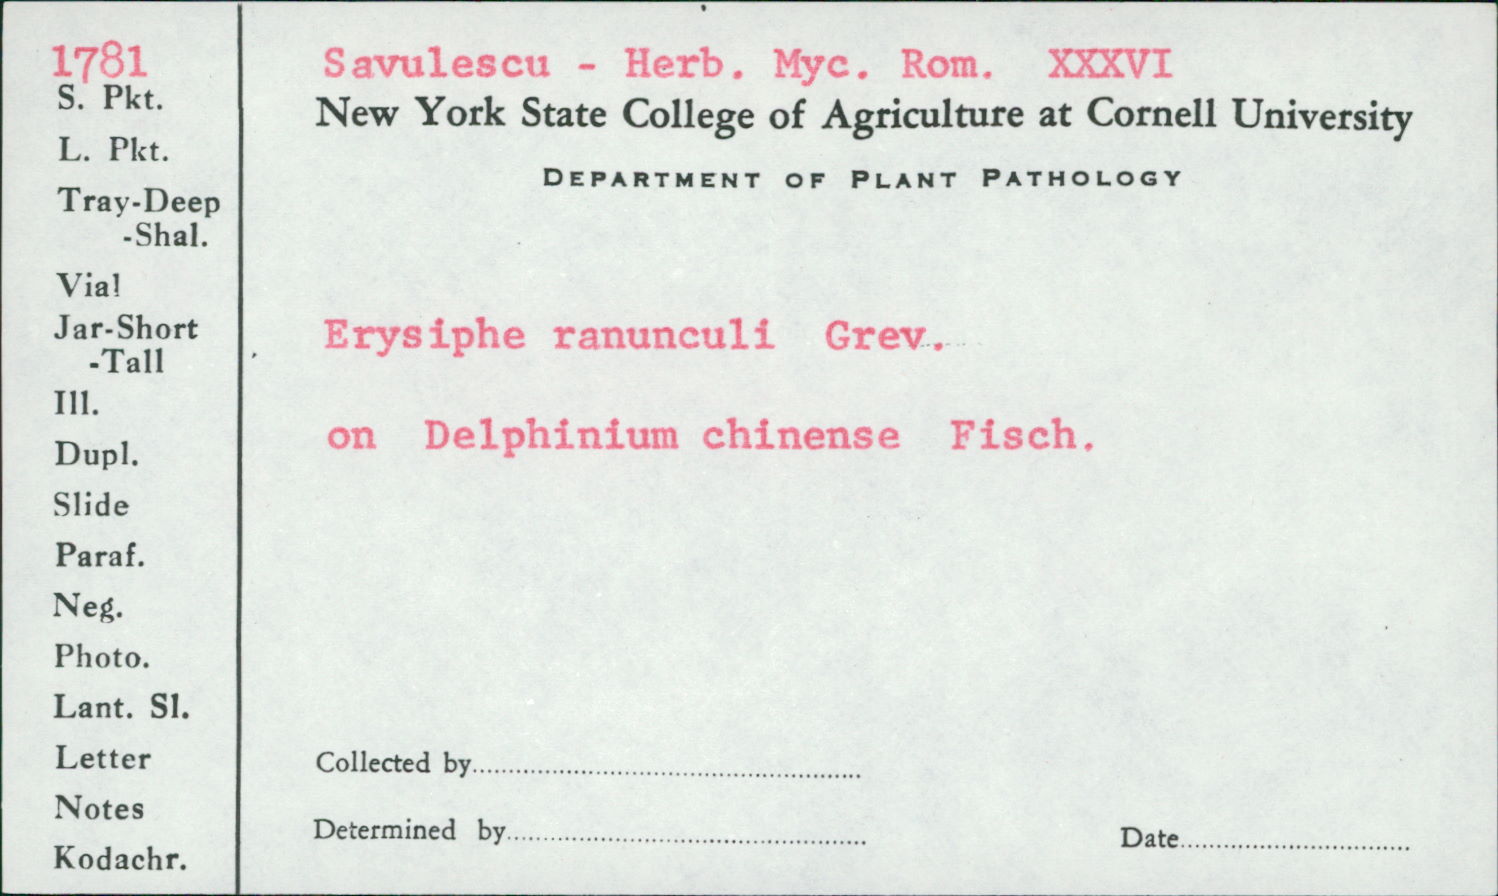 1781
S. Pkt.
L. Pkt.
Tray-Deep
-Shal.
Vial
Jar-Short
-Tall
Ill.
Dupl.
Slide
Paraf.
Neg.
Photo.
Lant. Sl.
Letter
Notes
Kodachr.
Savulescu - Herb. Myc. Rom. XXXVI
New York State College of Agriculture at Cornell University
DEPARTMENT OF PLANT PATHOLOGY
Erysiphe ranunculi Grev.
on Delphinium chinense Fisch.
Collected by
Determined by
Date